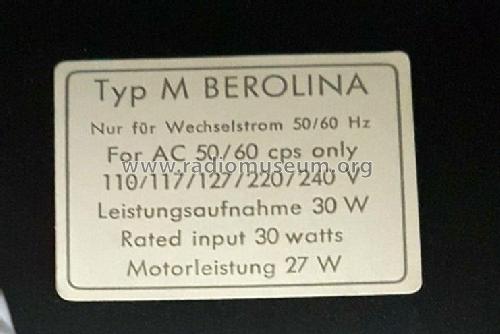 Typ M BEROLINA
Nur für Wechselstrom 50/60 Hz
For AC 50/60 cps only
www.radiomuseum.org
110/117/127/220/240 V
Leistungsaufnahme 30 W
Rated input 30 watts
Motorleistung 27 W